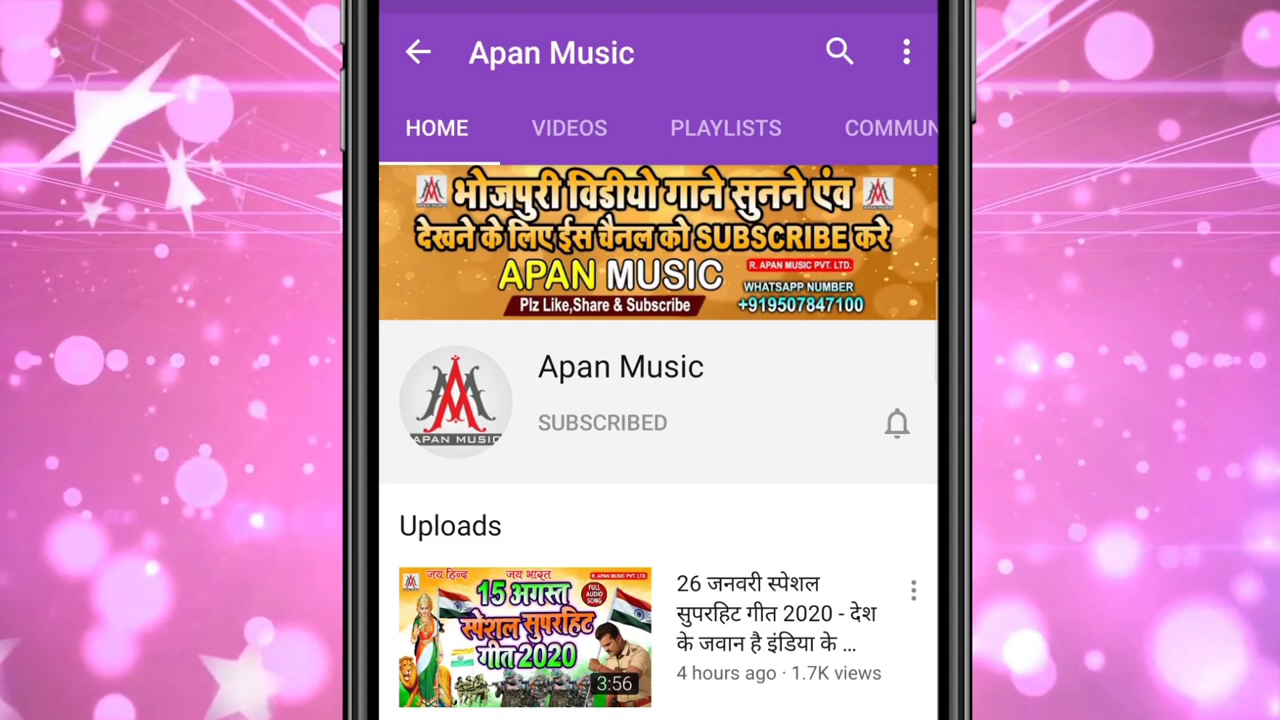 Apan Music
HOME VIDEOS PLAYLISTS COMMUN
भोजपुरी विडीयो गाने सुनने एंव
देखने के लिए ईस चैनल को SUBSCRIBE करे
APAN MUSIC
R. APAN MUSIC PVT. LTD.
WHATSAPP NUMBER
+919507847100
Plz Like,Share & Subscribe
Apan Music
SUBSCRIBED
APAN MUSIC
Uploads
जय हिन्द जय भारत
R. APAN MUSIC PVT. LTD
15 अगस्त
FULL
AUDIO
SONG
स्पेशल सुपरहिट
गीत 2020
3:56
26 जनवरी स्पेशल
सुपरहिट गीत 2020 - देश
के जवान है इंडिया के ...
4 hours ago · 1.7K views